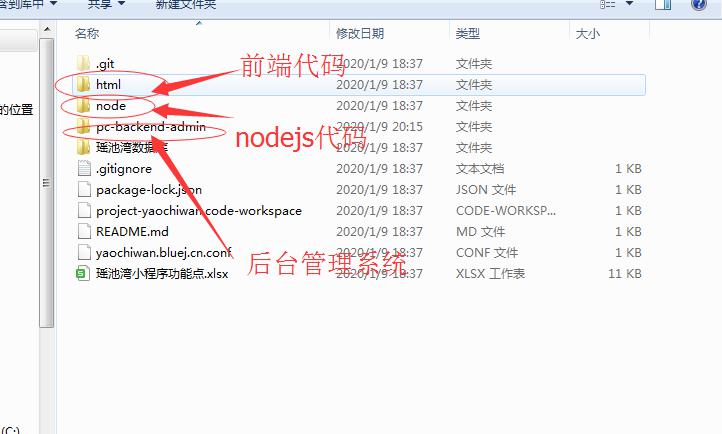 含到库中 共享 新建文件夹
名称 修改日期 类型 大小
.git 2020/1/9 18:37 文件夹
前端代码
html 2020/1/9 18:37 文件夹
的位置
node 2020/1/9 18:37 文件夹
pc-backend-admin 2020/1/9 20:15 文件夹
nodejs代码
瑶池湾数据库 2020/1/9 18:37 文件夹
.gitignore 2020/1/9 18:37 文本文档 1 KB
package-lock.json 2020/1/9 18:37 JSON 文件 1 KB
project-yaochiwan.code-workspace 2020/1/9 18:37 CODE-WORKSP... 1 KB
README.md 2020/1/9 18:37 MD 文件 1 KB
yaochiwan.bluej.cn.conf 2020/1/9 18:37 CONF 文件 1 KB
后台管理系统
瑶池湾小程序功能点.xlsx 2020/1/9 18:37 XLSX 工作表 11 KB
(C:)